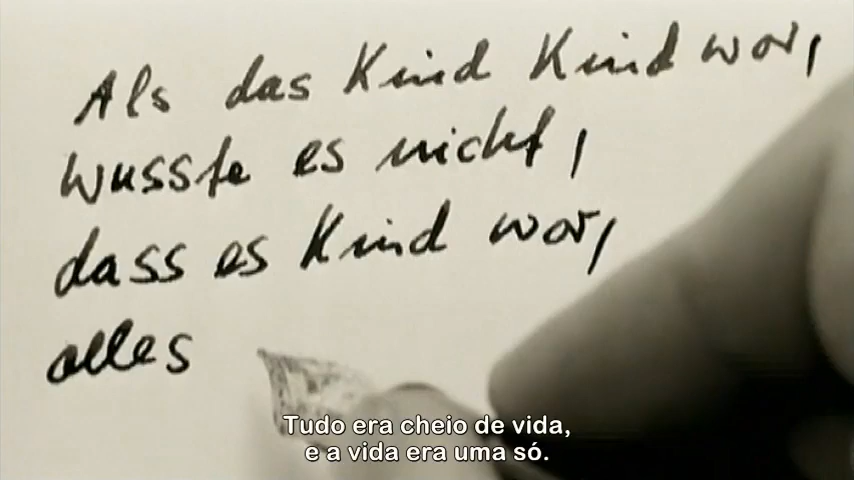 Als das Kind Kind war,
wusste es nicht,
dass es Kind war,
alles
Tudo era cheio de vida,
e a vida era uma só.